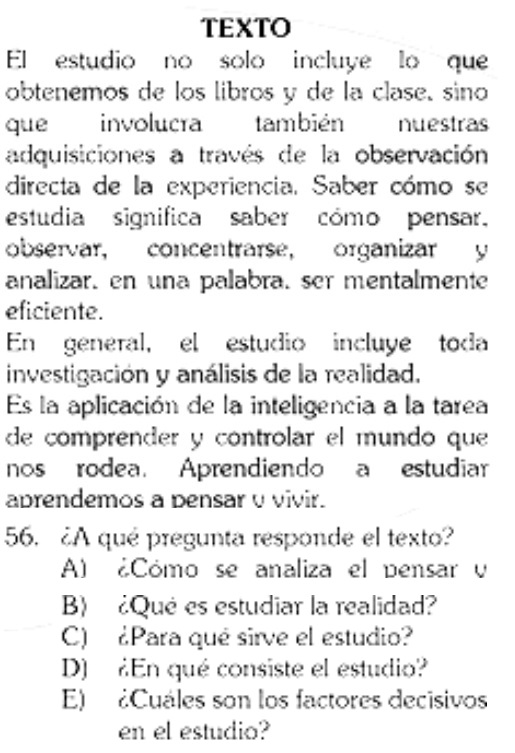 TEXTO
El estudio no solo incluye lo que
obtenemos de los libros y de la clase, sino
que involucra también nuestras
adquisiciones a través de la observación
directa de la experiencia. Saber cómo se
estudia significa saber cómo pensar,
observar, concentrarse, organizar y
analizar, en una palabra, ser mentalmente
eficiente.
En general, el estudio incluye toda
investigación y análisis de la realidad.
Es la aplicación de la inteligencia a la tarea
de comprender y controlar el mundo que
nos rodea. Aprendiendo a estudiar
aprendemos a pensar y vivir.
56. ¿A qué pregunta responde el texto?
A) ¿Cómo se analiza el pensar y
B) ¿Qué es estudiar la realidad?
C) ¿Para qué sirve el estudio?
D) ¿En qué consiste el estudio?
E) ¿Cuáles son los factores decisivos
en el estudio?